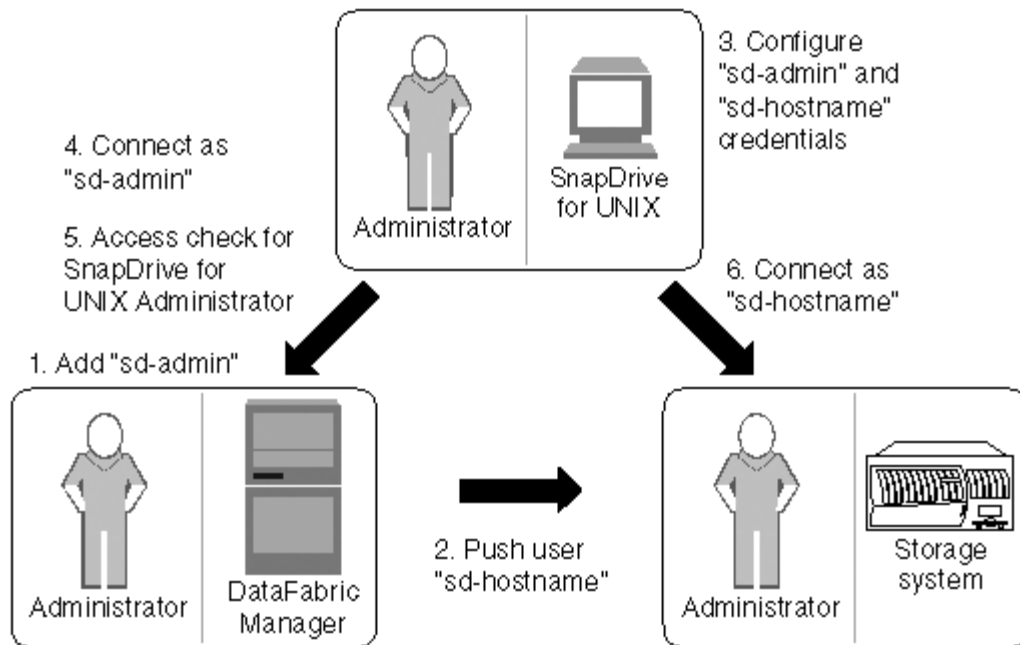 3. Configure
"sd-admin" and
"sd-hostname"
credentials
4. Connect as
"sd-admin"
SnapDrive
for UNIX
Administrator
5. Access check for
SnapDrive for
UNIX Administrator
6. Connect as
"sd-hostname"
1. Add "sd-admin"
2. Push user
"sd-hostname"
Administrator
DataFabric
Manager
Administrator
Storage
system